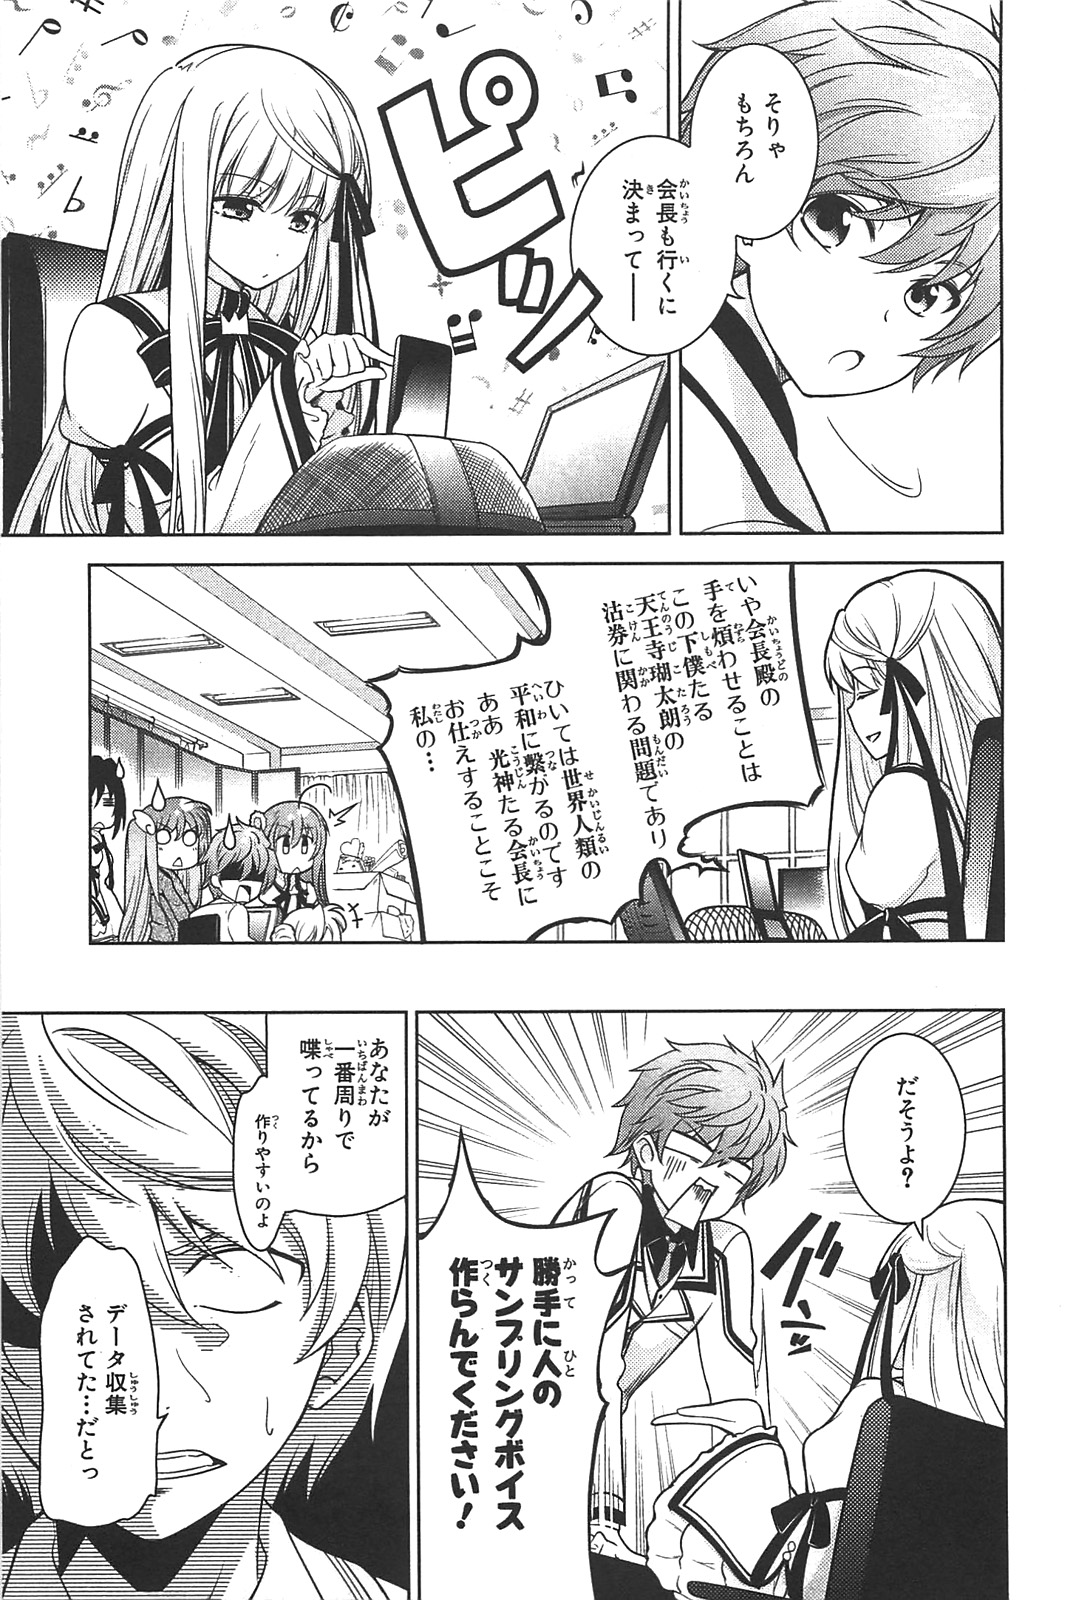 そりゃ
もちろん
会長も行くに
決まって──
ピッ
いや会長殿の
手を煩わせることは
この下僕たる
天王寺瑚太朗の
沽券に関わる問題であり
ひいては世界人類の
平和に繋がるのです
ああ 光神たる会長に
お仕えすることこそ
私の…
だそうよ?
勝手に人の
サンプリングボイス
作らんでください!
あなたが
一番周りで
喋ってるから
作りやすいのよ
データ収集
されてた…だとっ